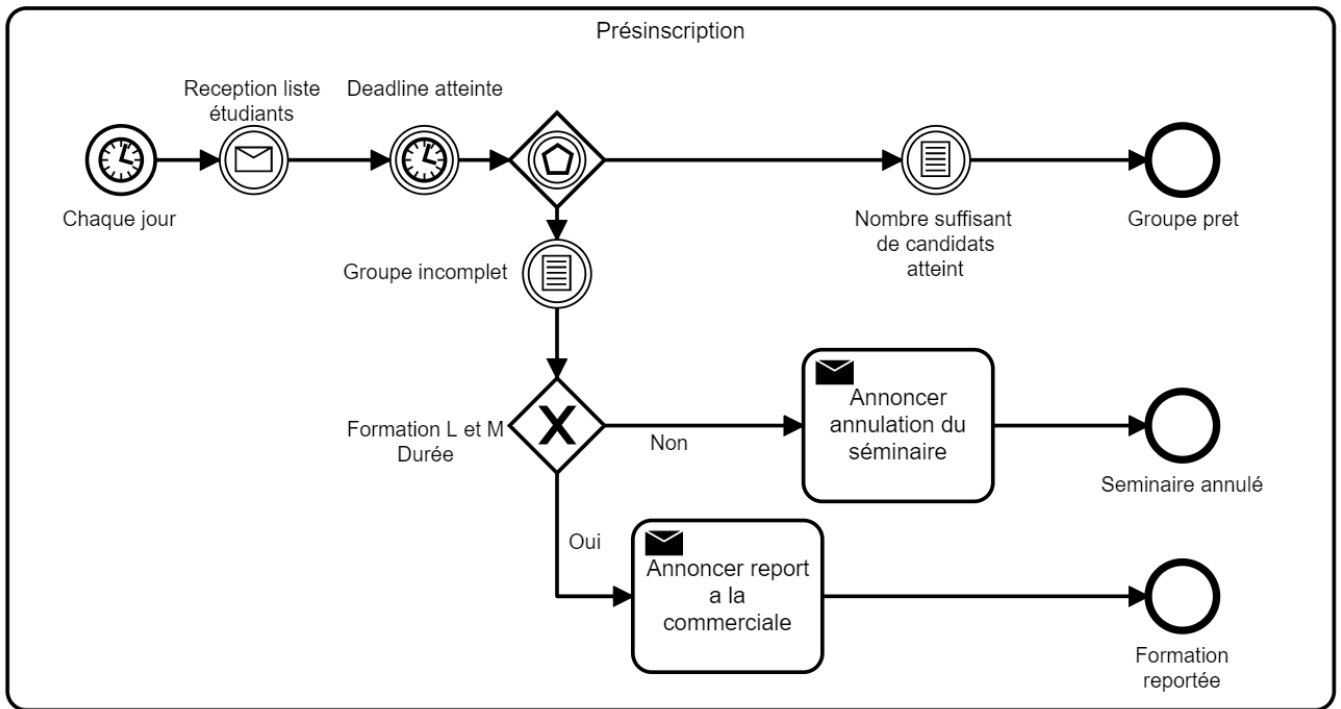 Présinscription
Reception liste
étudiants
Deadline atteinte
Chaque jour
Nombre suffisant
de candidats
atteint
Groupe pret
Groupe incomplet
Formation L et M
Durée
Non
Annoncer
annulation du
séminaire
Seminaire annulé
Oui
Annoncer report
a la
commerciale
Formation
reportée